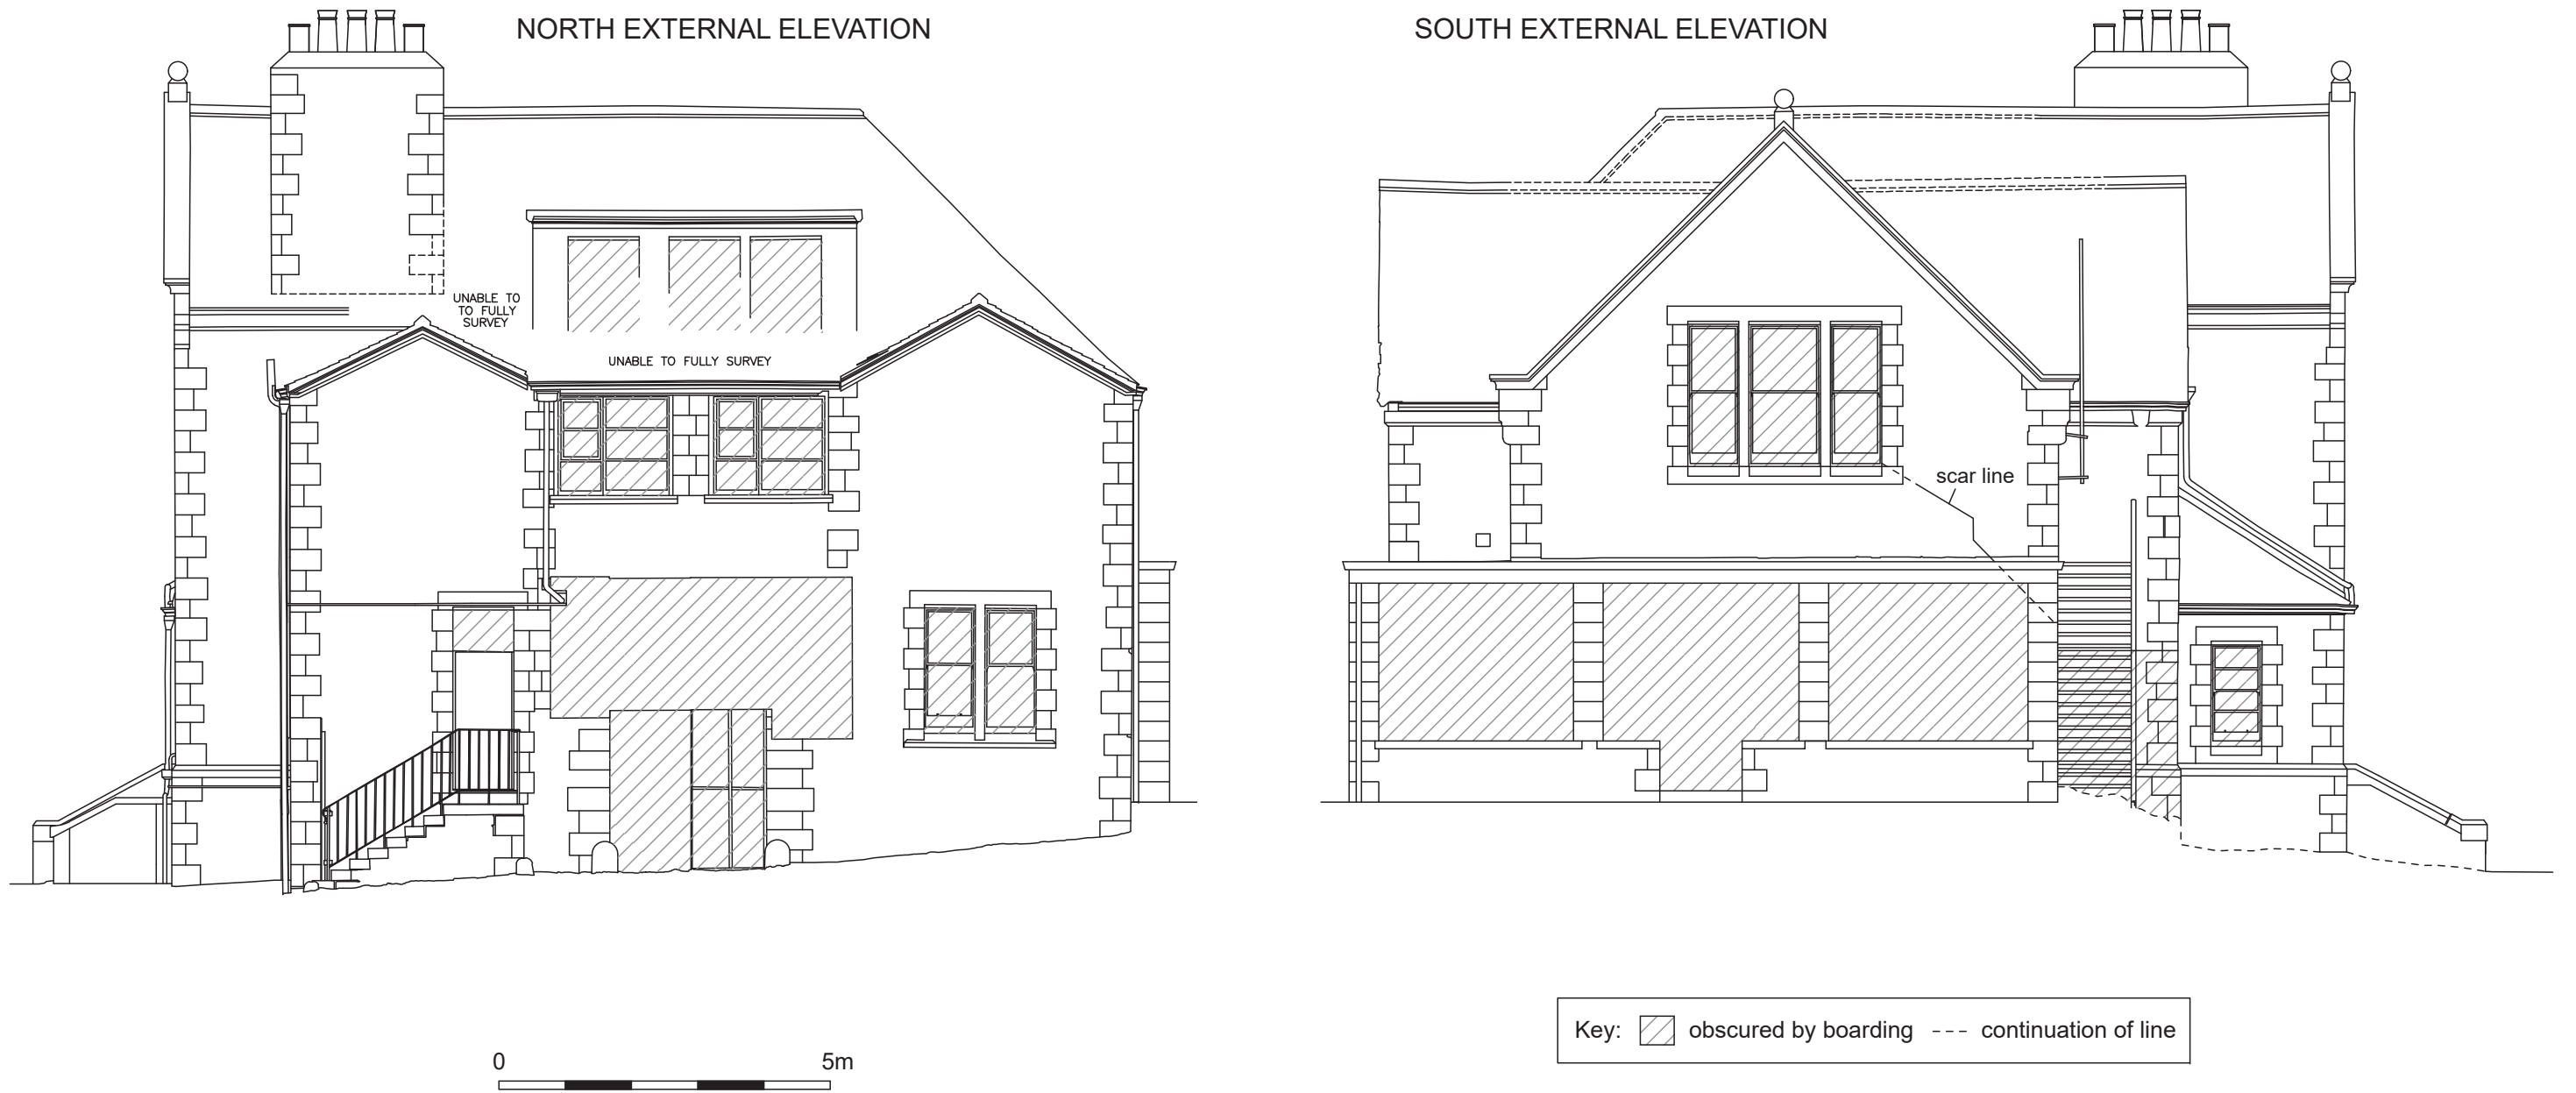 NORTH EXTERNAL ELEVATION
SOUTH EXTERNAL ELEVATION
UNABLE TO
TO FULLY
SURVEY
UNABLE TO FULLY SURVEY
scar line
Key: obscured by boarding continuation of line
0 5m